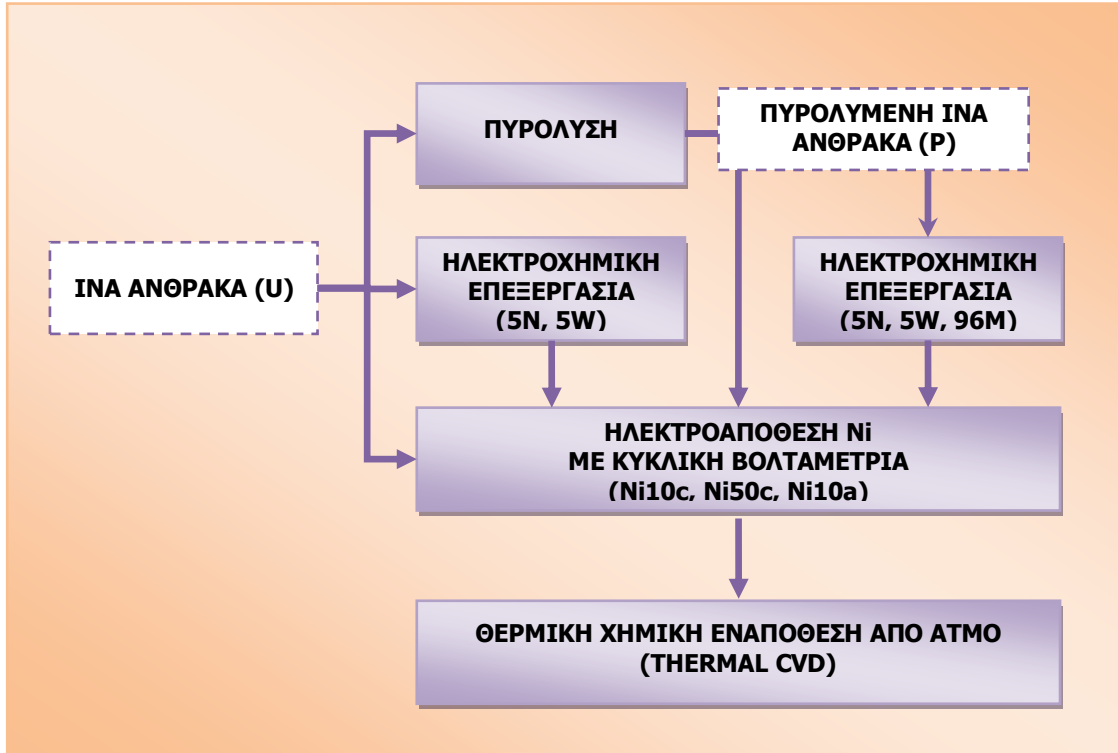 ΠΥΡΟΛΥΣΗ
ΠΥΡΟΛΥΜΕΝΗ ΙΝΑ
ΑΝΘΡΑΚΑ (P)
ΙΝΑ ΑΝΘΡΑΚΑ (U)
ΗΛΕΚΤΡΟΧΗΜΙΚΗ
ΕΠΕΞΕΡΓΑΣΙΑ
(5N, 5W)
ΗΛΕΚΤΡΟΧΗΜΙΚΗ
ΕΠΕΞΕΡΓΑΣΙΑ
(5N, 5W, 96M)
ΗΛΕΚΤΡΟΑΠΟΘΕΣΗ Ni
ΜΕ ΚΥΚΛΙΚΗ ΒΟΛΤΑΜΕΤΡΙΑ
(Ni10c, Ni50c, Ni10a)
ΘΕΡΜΙΚΗ ΧΗΜΙΚΗ ΕΝΑΠΟΘΕΣΗ ΑΠΟ ΑΤΜΟ
(THERMAL CVD)